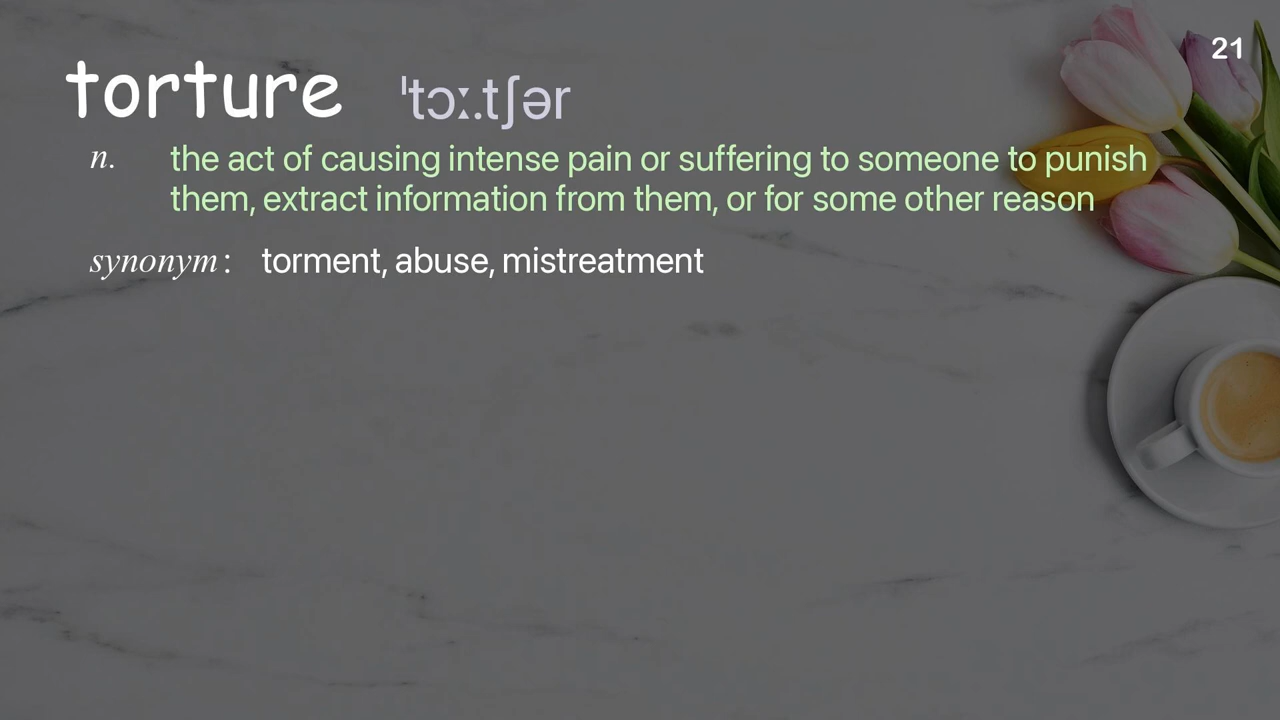 21
torture ˈtɔː.tʃər
n. the act of causing intense pain or suffering to someone to punish
them, extract information from them, or for some other reason
synonym : torment, abuse, mistreatment